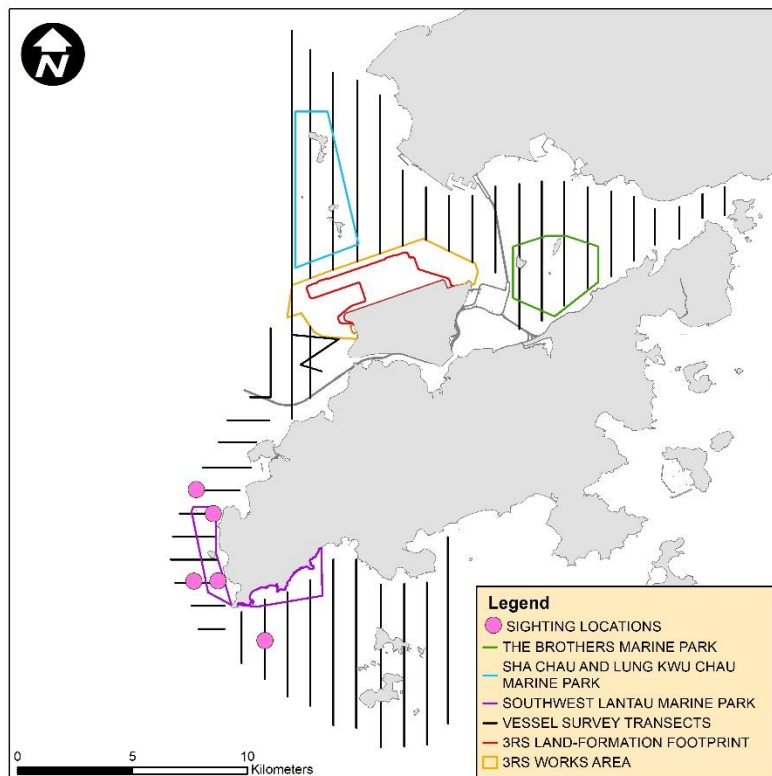 N
Legend
SIGHTING LOCATIONS
THE BROTHERS MARINE PARK
SHA CHAU AND LUNG KWU CHAU
MARINE PARK
SOUTHWEST LANTAU MARINE PARK
VESSEL SURVEY TRANSECTS
3RS LAND-FORMATION FOOTPRINT
3RS WORKS AREA
0 5 10
Kilometers